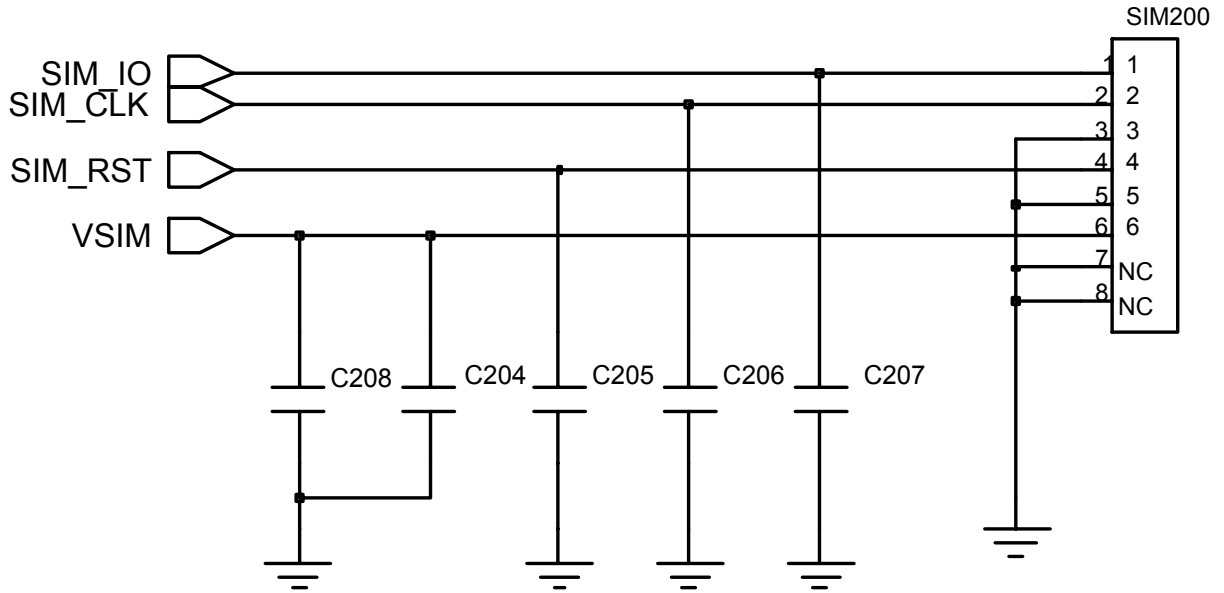 SIM200
SIM_IO
1 1
SIM_CLK
2 2
3 3
SIM_RST
4 4
5 5
VSIM
6 6
7 NC
8 NC
C208
C204
C205
C206
C207